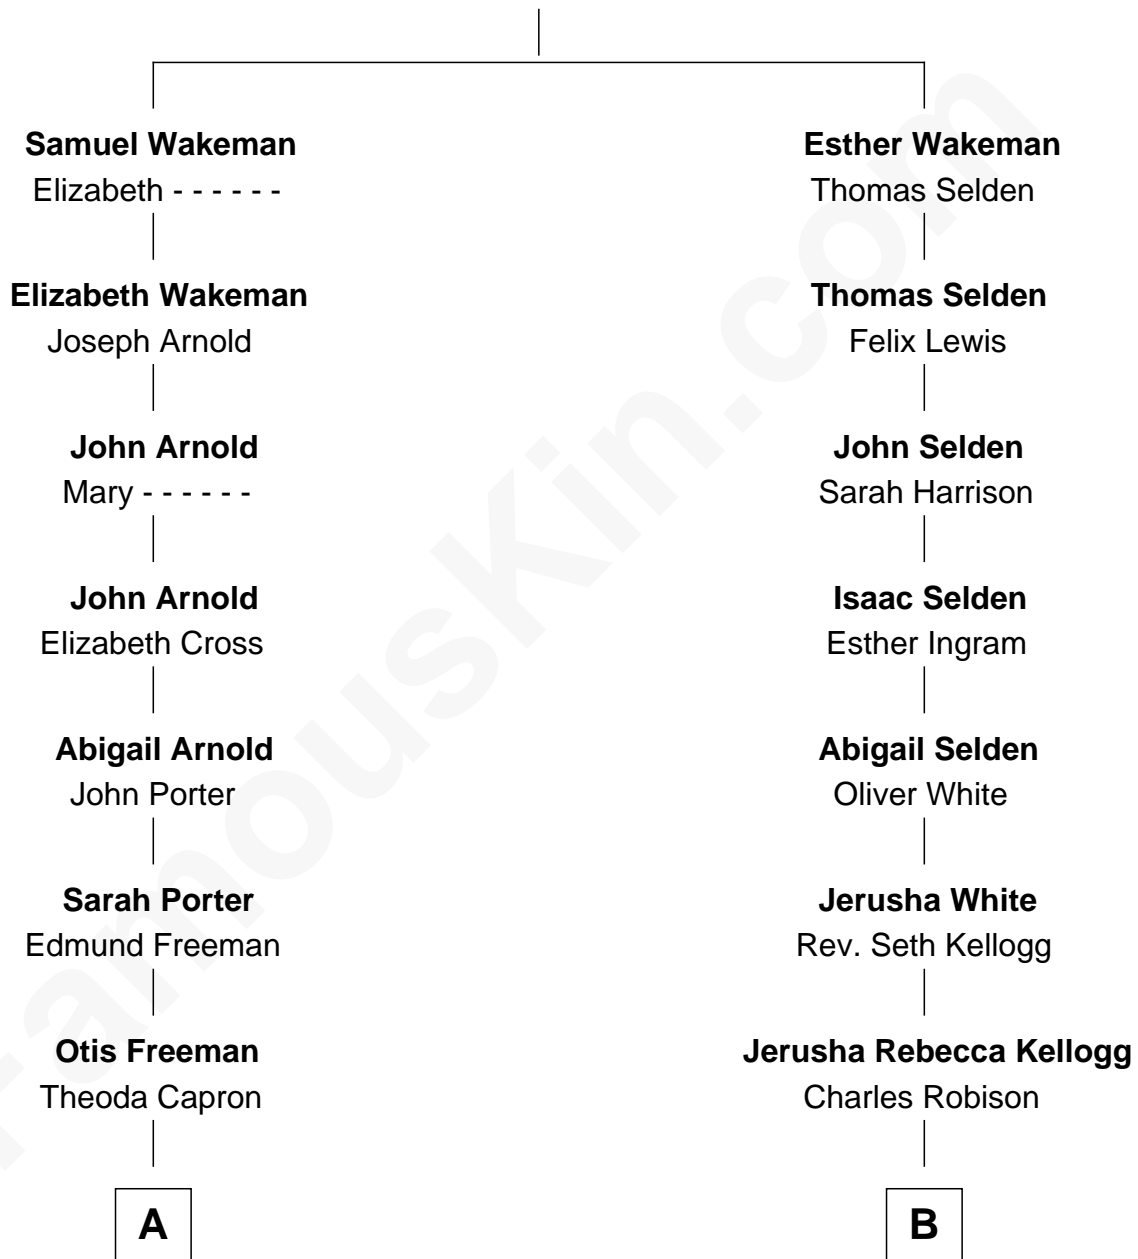 Samuel Wakeman
Elizabeth - - - - - -
Esther Wakeman
Thomas Selden
Elizabeth Wakeman
Joseph Arnold
Thomas Selden
Felix Lewis
John Arnold
Mary - - - - - -
John Selden
Sarah Harrison
John Arnold
Elizabeth Cross
Isaac Selden
Esther Ingram
Abigail Arnold
John Porter
Abigail Selden
Oliver White
Sarah Porter
Edmund Freeman
Jerusha White
Rev. Seth Kellogg
Otis Freeman
Theoda Capron
Jerusha Rebecca Kellogg
Charles Robison
A
B
FamousKin.com